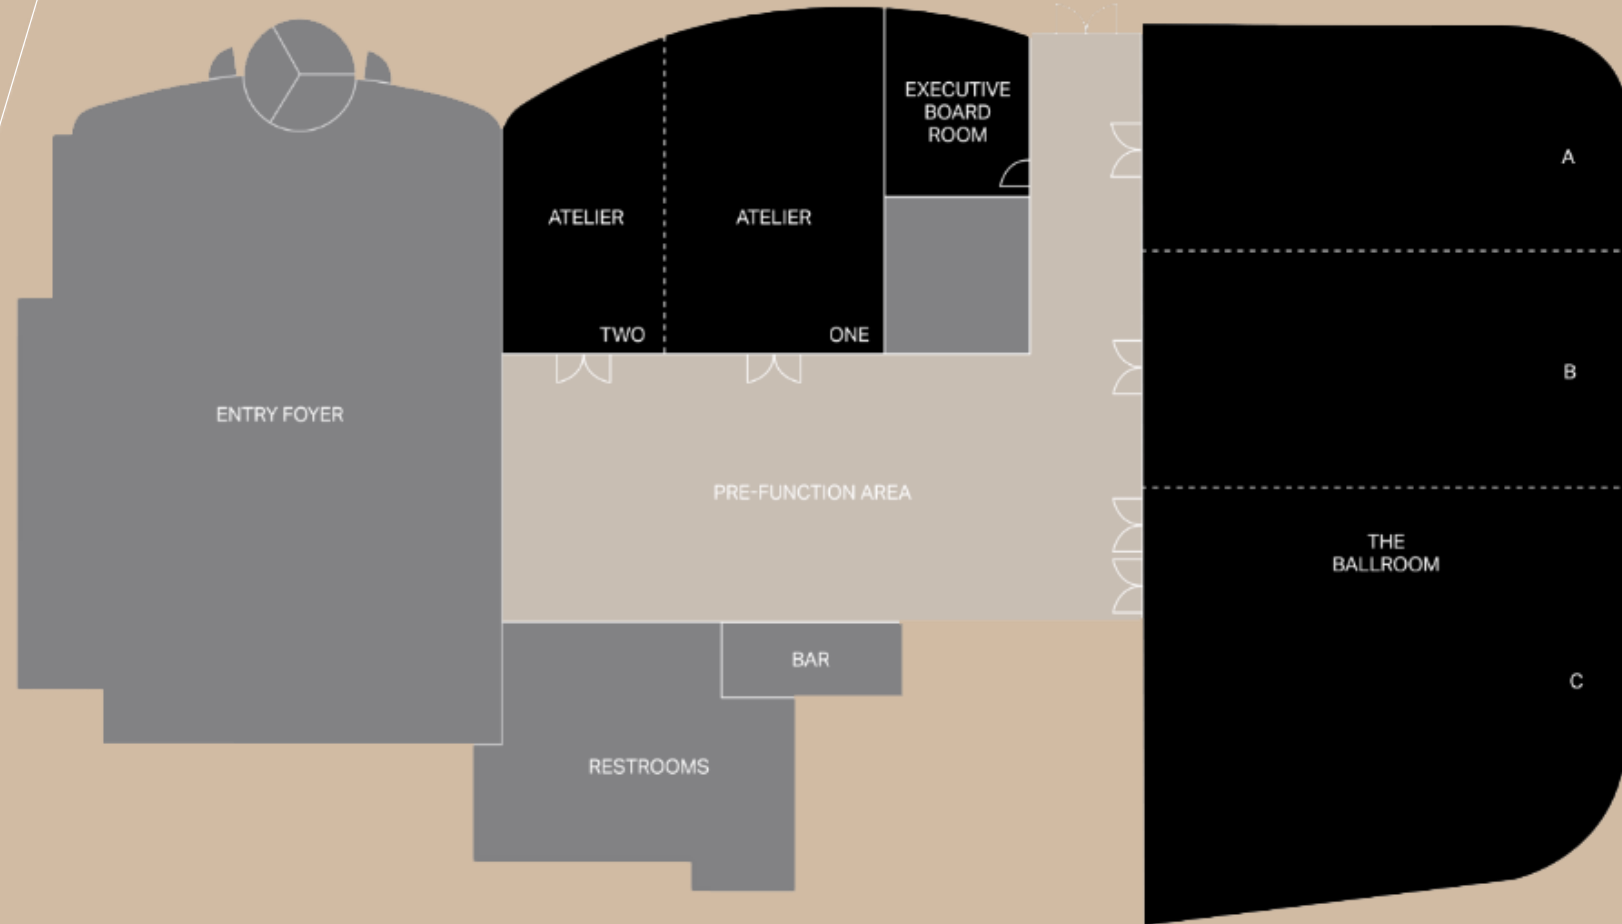 EXECUTIVE
BOARD
ROOM
A
ATELIER
ATELIER
TWO
ONE
B
ENTRY FOYER
PRE-FUNCTION AREA
THE
BALLROOM
BAR
C
RESTROOMS